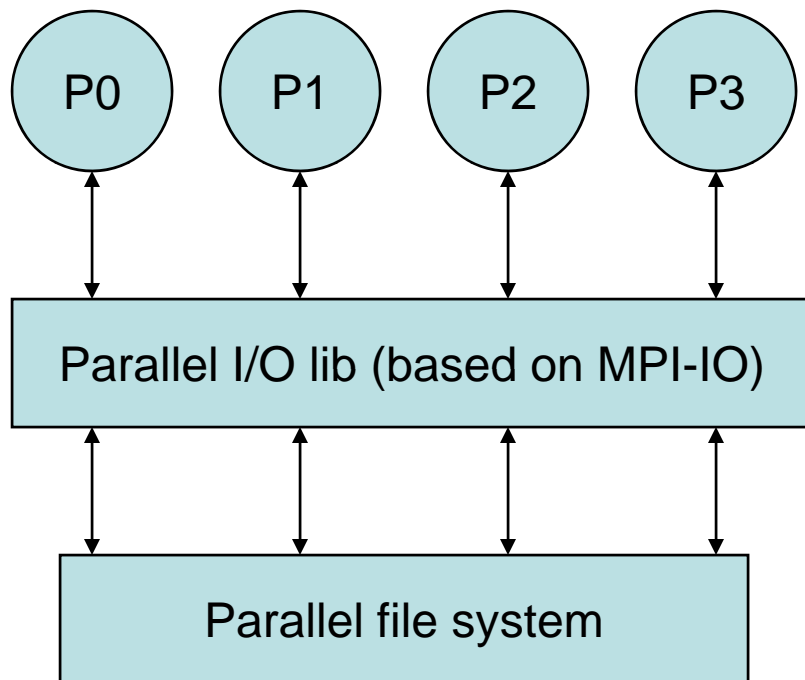 P0 P1 P2 P3
Parallel I/O lib (based on MPI-IO)
Parallel file system